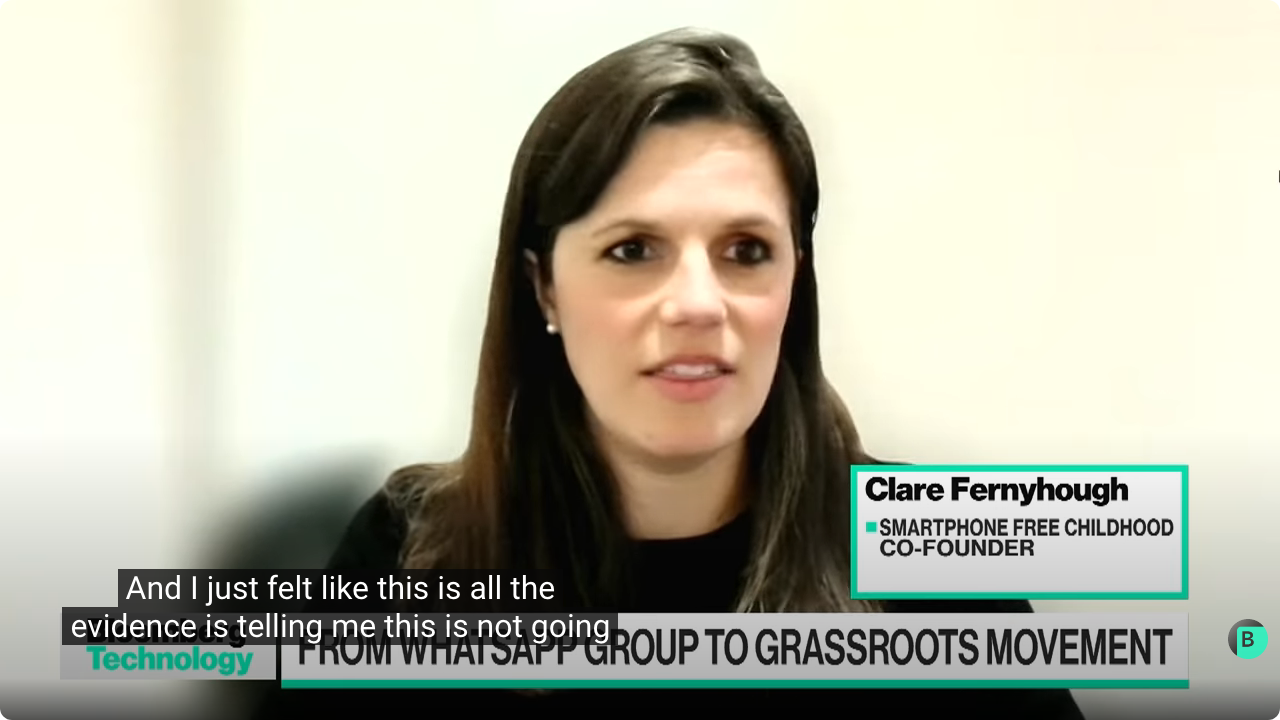 Clare Fernyhough
SMARTPHONE FREE CHILDHOOD
CO-FOUNDER
And I just felt like this is all the
evidence is telling me this is not going
Bloomberg
Technology
FROM WHATSAPP GROUP TO GRASSROOTS MOVEMENT
B